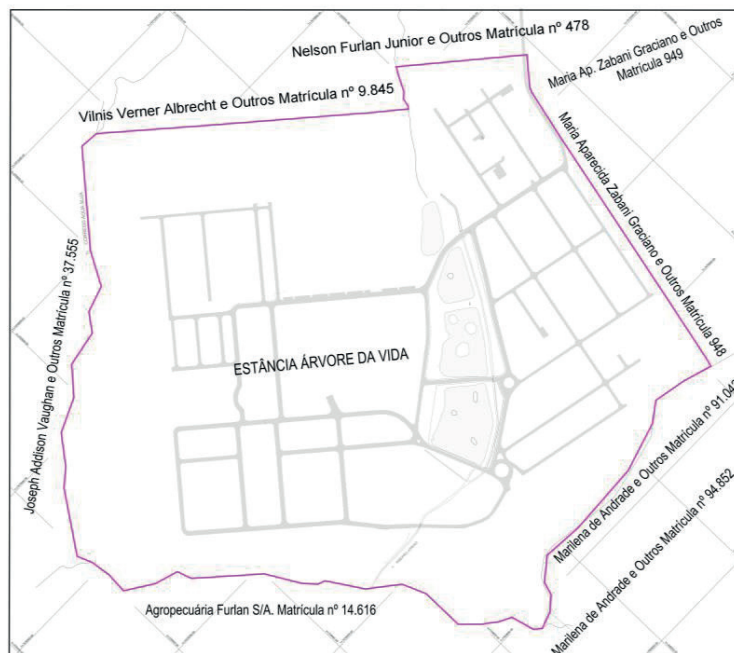 Nelson Furlan Junior e Outros Matrícula nº 478
Maria Ap. Zabani Graciano e Outros
Matrícula 949
Vilnis Verner Albrecht e Outros Matrícula nº 9.845
Maria Aparecida Zabani Graciano e Outros Matrícula 948
Joseph Addison Vaughan e Outros Matrícula nº 37.555
ESTÂNCIA ÁRVORE DA VIDA
Marilena de Andrade e Outros Matrícula nº 91.042
Marilena de Andrade e Outros Matrícula nº 94.852
Agropecuária Furlan S/A. Matrícula nº 14.616